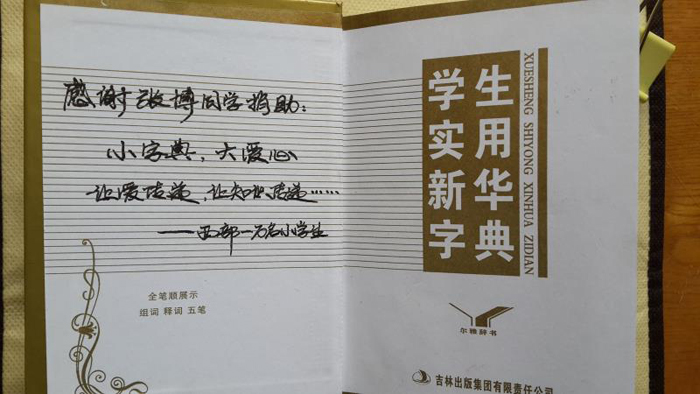 感谢张博同学捐助：
小字典，大爱心
让爱传递，让知识传递……
——西部一万名小学生
全笔顺展示
组词 释词 五笔
学生
实用
新华
字典
XUESHENG SHIYONG XINHUA ZIDIAN
尔雅辞书
吉林出版集团有限责任公司